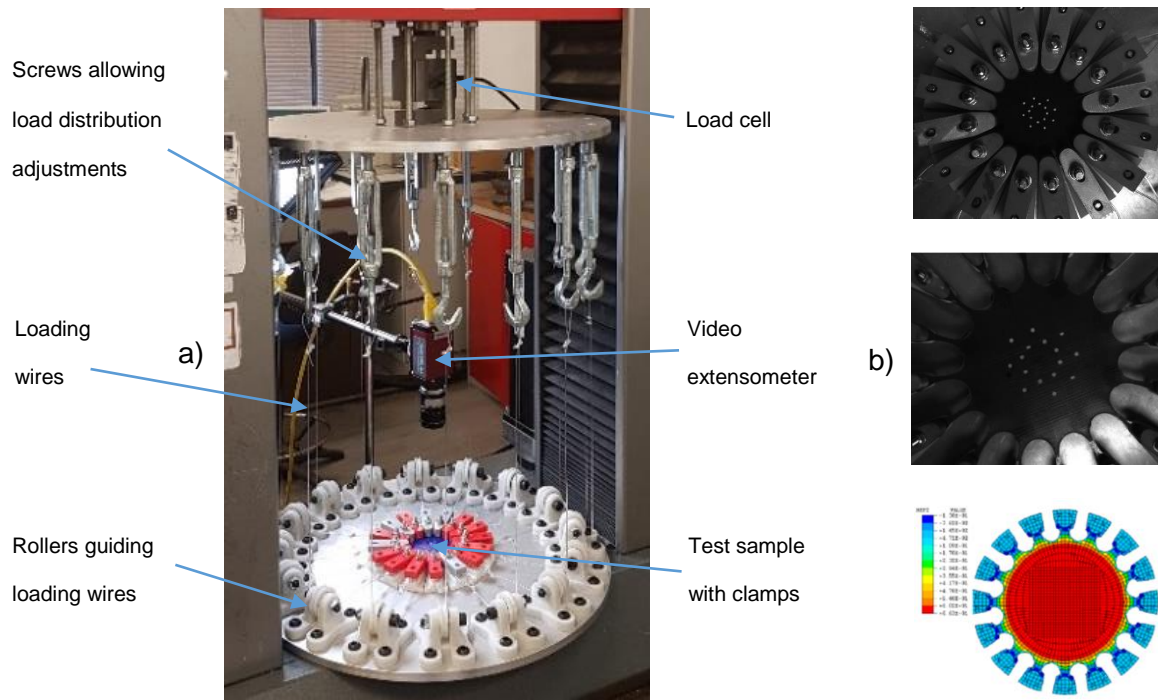 Screws allowing
load distribution
adjustments
Load cell
Loading
wires
a)
Video
extensometer
b)
Rollers guiding
loading wires
Test sample
with clamps
VALUE